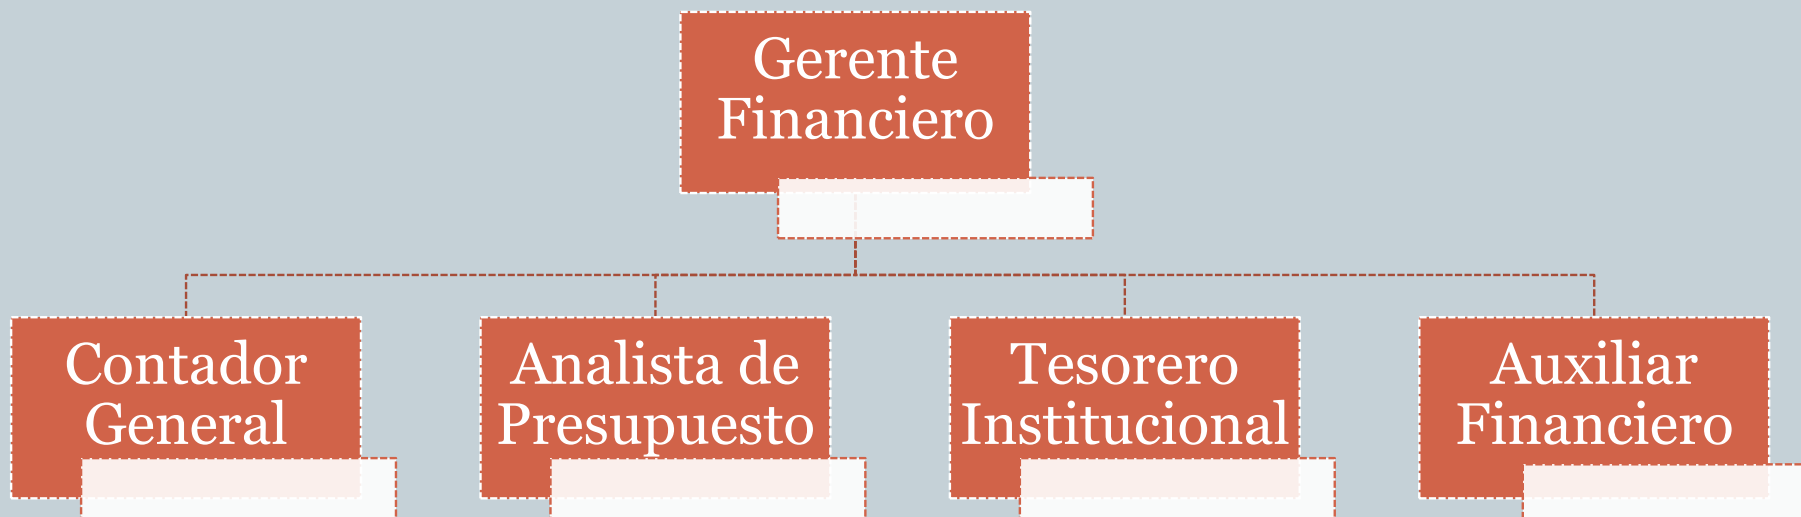 Gerente
Financiero
Contador
General
Analista de
Presupuesto
Tesorero
Institucional
Auxiliar
Financiero